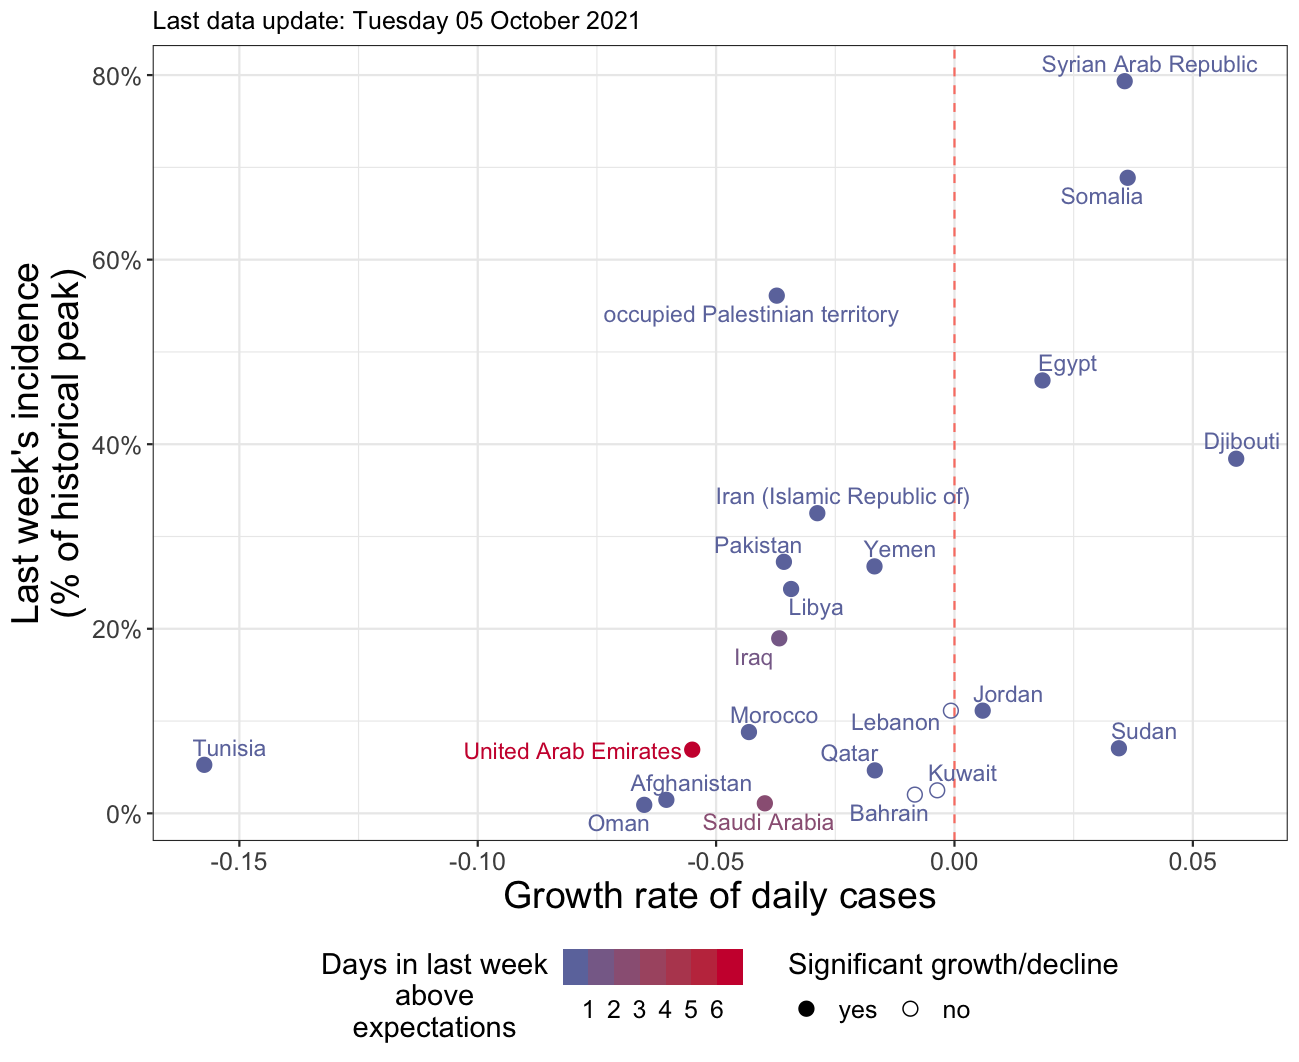 Last data update: Tuesday 05 October 2021
Last week's incidence
(% of historical peak)
80%
60%
40%
20%
0%
Syrian Arab Republic
Somalia
occupied Palestinian territory
Egypt
Djibouti
Iran (Islamic Republic of)
Pakistan
Yemen
Libya
Iraq
Jordan
Morocco
Lebanon
Sudan
Tunisia
United Arab Emirates
Qatar
Kuwait
Afghanistan
Bahrain
Oman
Saudi Arabia
-0.15 -0.10 -0.05 0.00 0.05
Growth rate of daily cases
Days in last week
above
expectations
1 2 3 4 5 6
Significant growth/decline
yes no